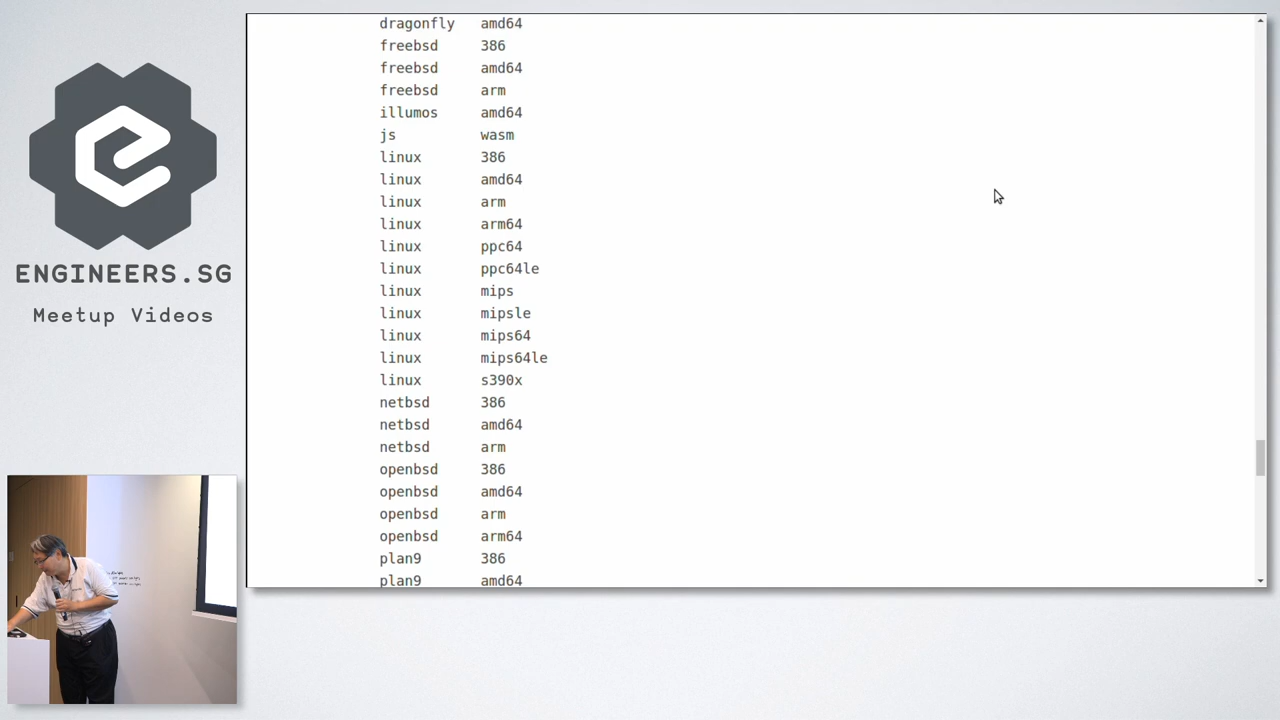 ENGINEERS.SG
Meetup Videos
dragonfly amd64
freebsd 386
freebsd amd64
freebsd arm
illumos amd64
js wasm
linux 386
linux amd64
linux arm
linux arm64
linux ppc64
linux ppc64le
linux mips
linux mipsle
linux mips64
linux mips64le
linux s390x
netbsd 386
netbsd amd64
netbsd arm
openbsd 386
openbsd amd64
openbsd arm
openbsd arm64
plan9 386
plan9 amd64